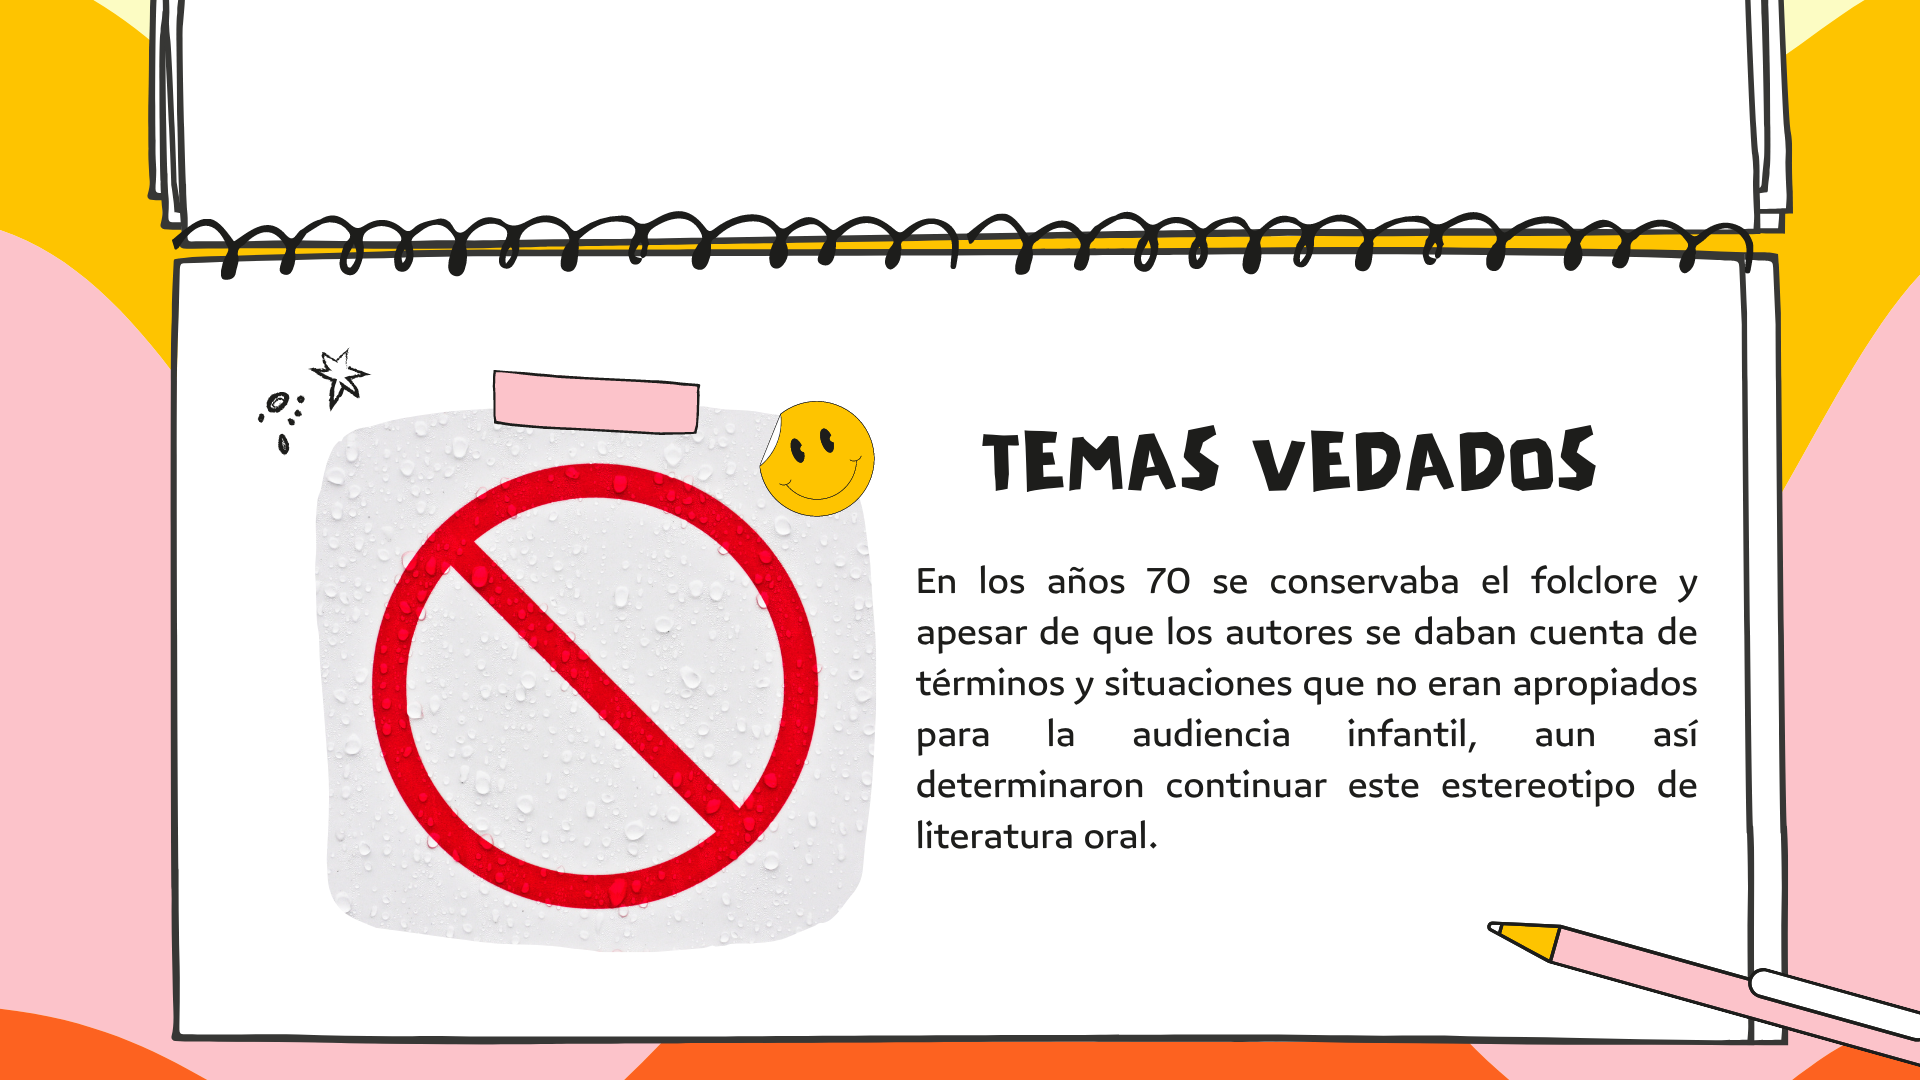 TEMAS VEDADOS
En los años 70 se conservaba el folclore y
apesar de que los autores se daban cuenta de
términos y situaciones que no eran apropiados
para la audiencia infantil, aun así
determinaron continuar este estereotipo de
literatura oral.